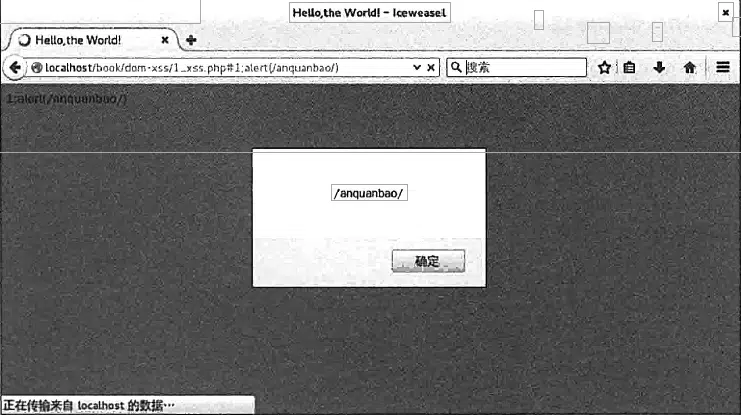 Hello,the World! - Iceweasel
Hello,the World!
localhost/book/dom-xss/1_xss.php#1;alert(/anquanbao/)
搜索
1;alert(/anquanbao/)
/anquanbao/
确定
正在传输来自 localhost 的数据…